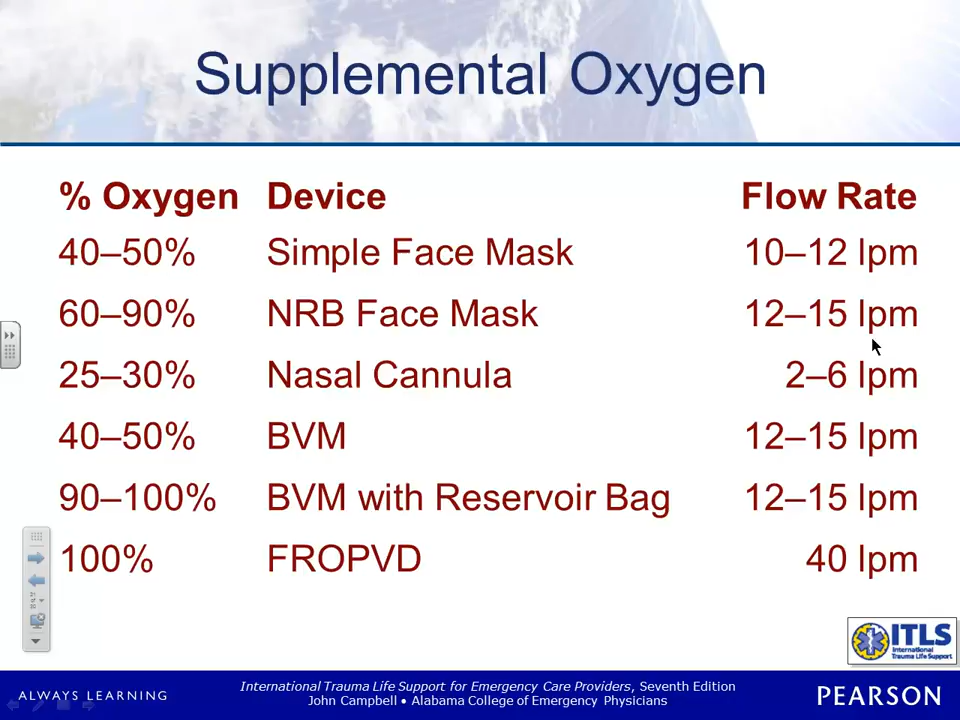 Supplemental Oxygen
% Oxygen Device Flow Rate
40–50% Simple Face Mask 10–12 lpm
60–90% NRB Face Mask 12–15 lpm
25–30% Nasal Cannula 2–6 lpm
40–50% BVM 12–15 lpm
90–100% BVM with Reservoir Bag 12–15 lpm
100% FROPVD 40 lpm
ITLS
International
Trauma Life Support
ALWAYS LEARNING
International Trauma Life Support for Emergency Care Providers, Seventh Edition
John Campbell • Alabama College of Emergency Physicians
PEARSON